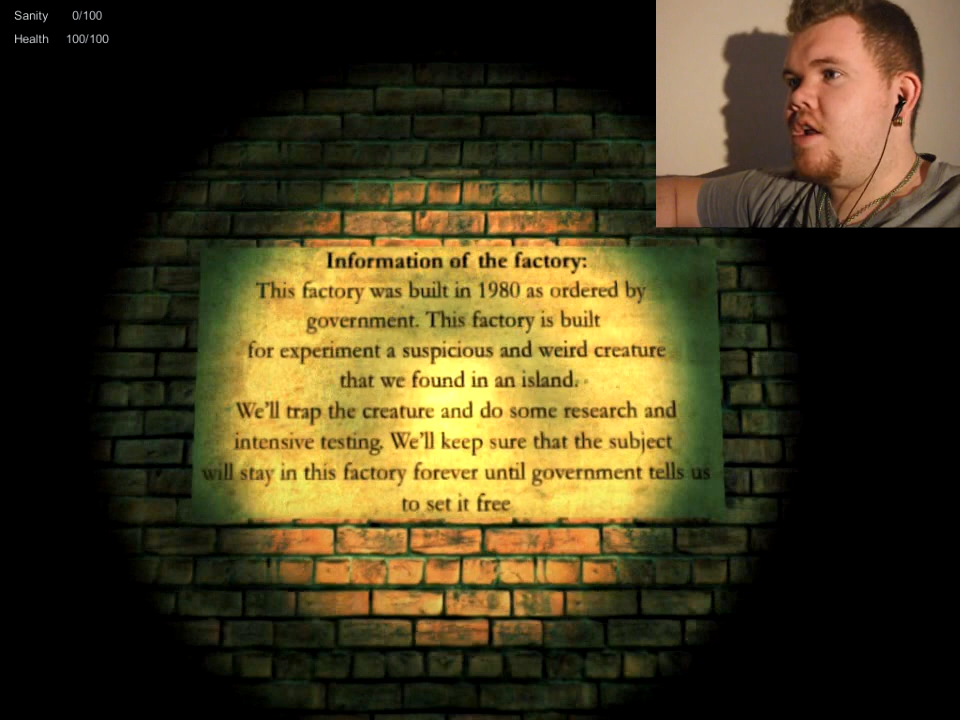 Sanity 0/100
Health 100/100
Information of the factory:
This factory was built in 1980 as ordered by
government. This factory is built
for experiment a suspicious and weird creature
that we found in an island.
We'll trap the creature and do some research and
intensive testing. We'll keep sure that the subject
will stay in this factory forever until government tells us
to set it free